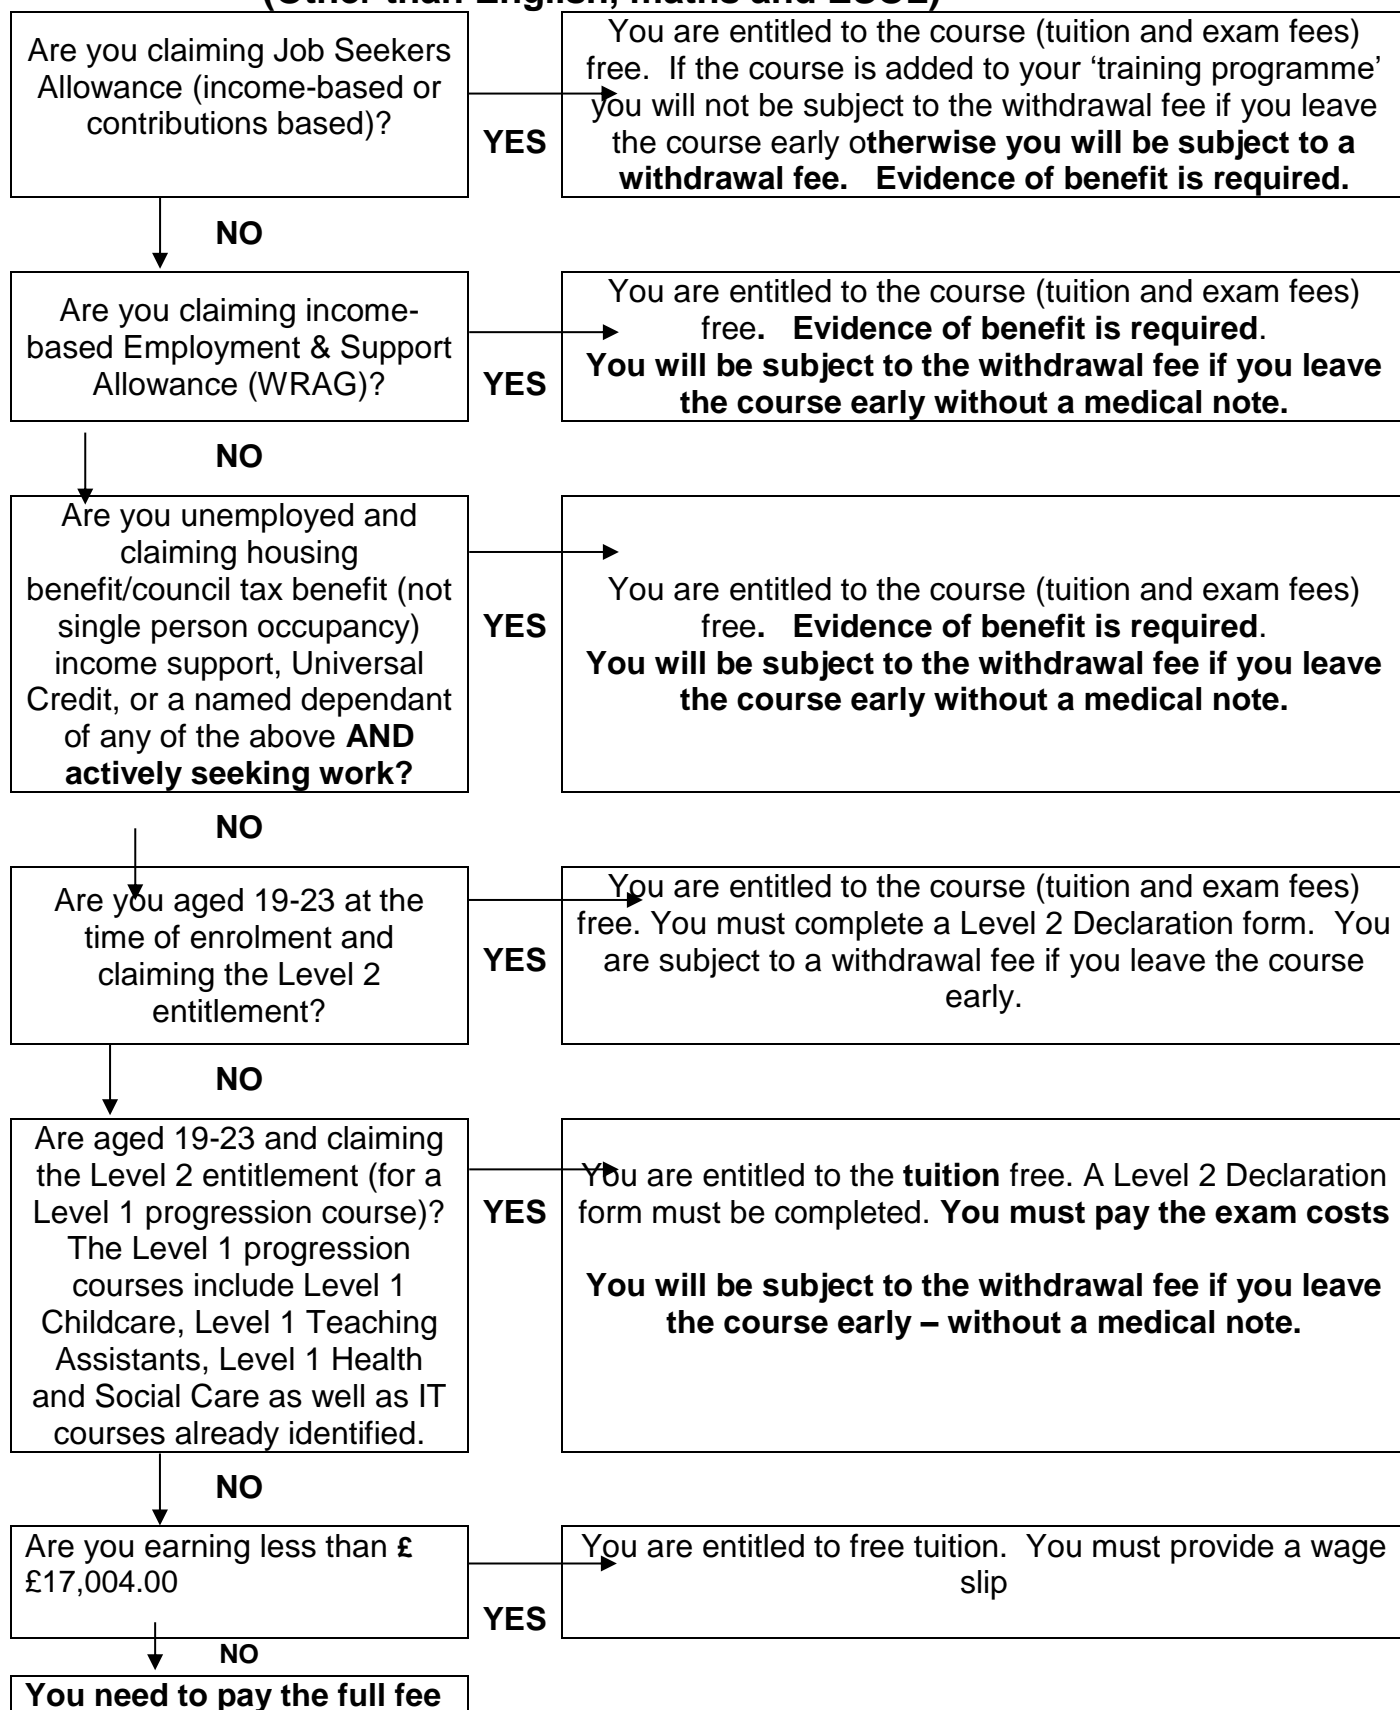 (Other than English, maths and ESOL)
Are you claiming Job Seekers
Allowance (income-based or
contributions based)?
YES
You are entitled to the course (tuition and exam fees)
free. If the course is added to your ‘training programme’
you will not be subject to the withdrawal fee if you leave
the course early otherwise you will be subject to a
withdrawal fee. Evidence of benefit is required.
NO
Are you claiming income-
based Employment & Support
Allowance (WRAG)?
YES
You are entitled to the course (tuition and exam fees)
free. Evidence of benefit is required.
You will be subject to the withdrawal fee if you leave
the course early without a medical note.
NO
Are you unemployed and
claiming housing
benefit/council tax benefit (not
single person occupancy)
income support, Universal
Credit, or a named dependant
of any of the above AND
actively seeking work?
YES
You are entitled to the course (tuition and exam fees)
free. Evidence of benefit is required.
You will be subject to the withdrawal fee if you leave
the course early without a medical note.
NO
Are you aged 19-23 at the
time of enrolment and
claiming the Level 2
entitlement?
YES
You are entitled to the course (tuition and exam fees)
free. You must complete a Level 2 Declaration form. You
are subject to a withdrawal fee if you leave the course
early.
NO
Are aged 19-23 and claiming
the Level 2 entitlement (for a
Level 1 progression course)?
The Level 1 progression
courses include Level 1
Childcare, Level 1 Teaching
Assistants, Level 1 Health
and Social Care as well as IT
courses already identified.
YES
You are entitled to the tuition free. A Level 2 Declaration
form must be completed. You must pay the exam costs
You will be subject to the withdrawal fee if you leave
the course early – without a medical note.
NO
Are you earning less than £
£17,004.00
YES
You are entitled to free tuition. You must provide a wage
slip
NO
You need to pay the full fee